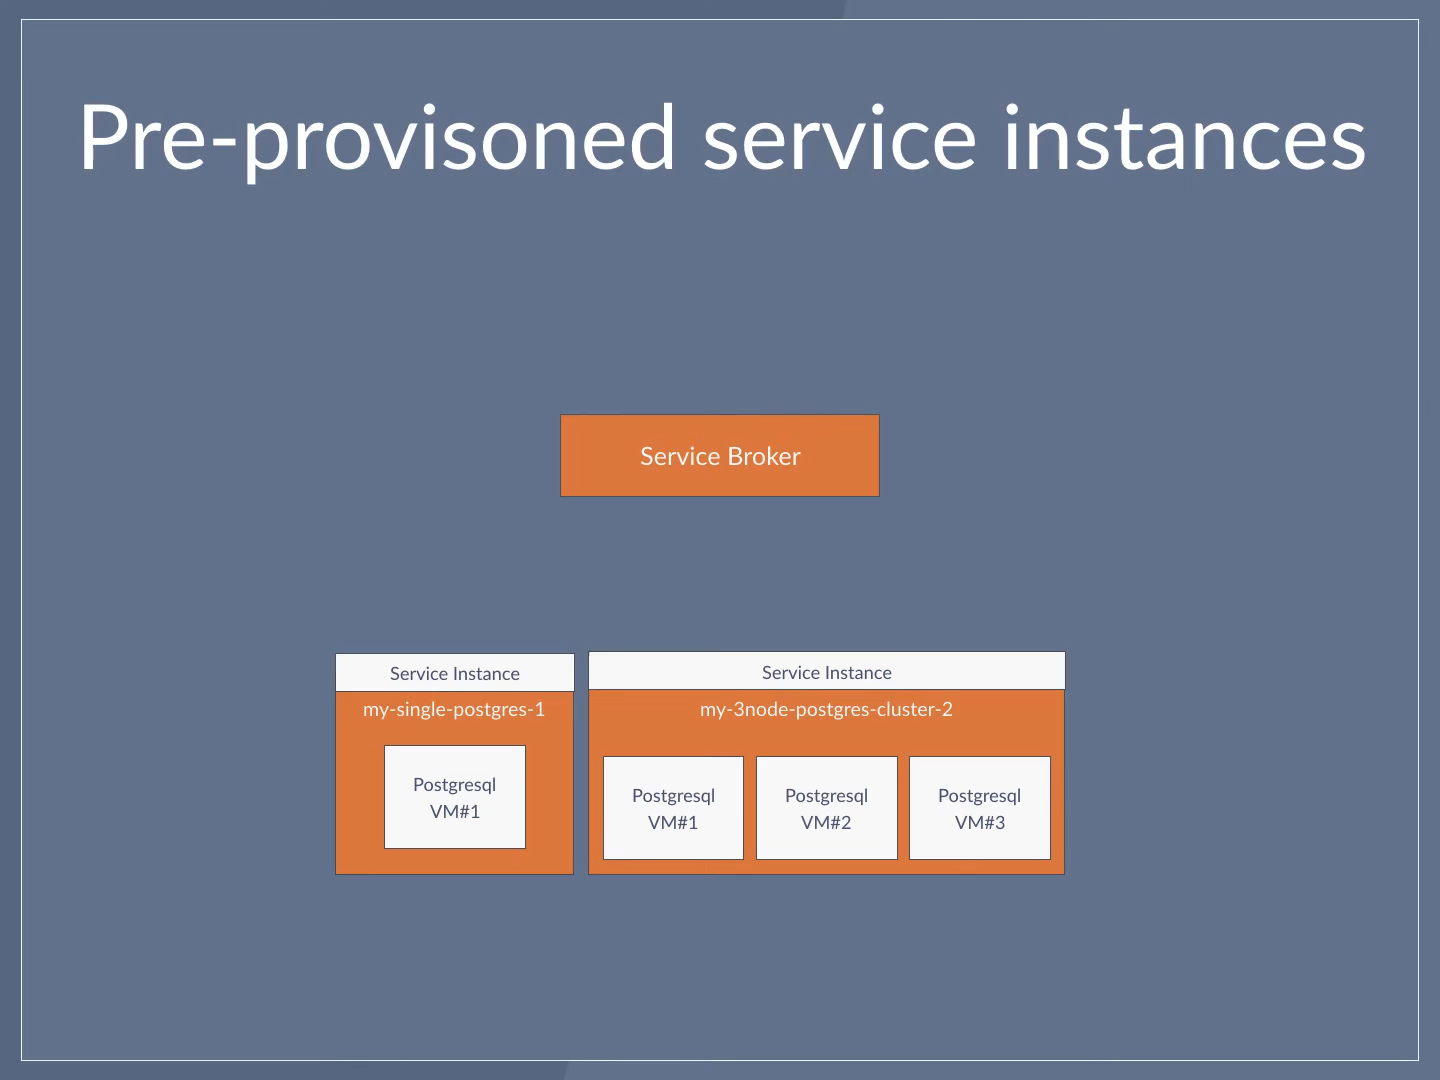 Pre-provisoned service instances
Service Broker
Service Instance
my-single-postgres-1
Postgresql
VM#1
Service Instance
my-3node-postgres-cluster-2
Postgresql
VM#1
Postgresql
VM#2
Postgresql
VM#3